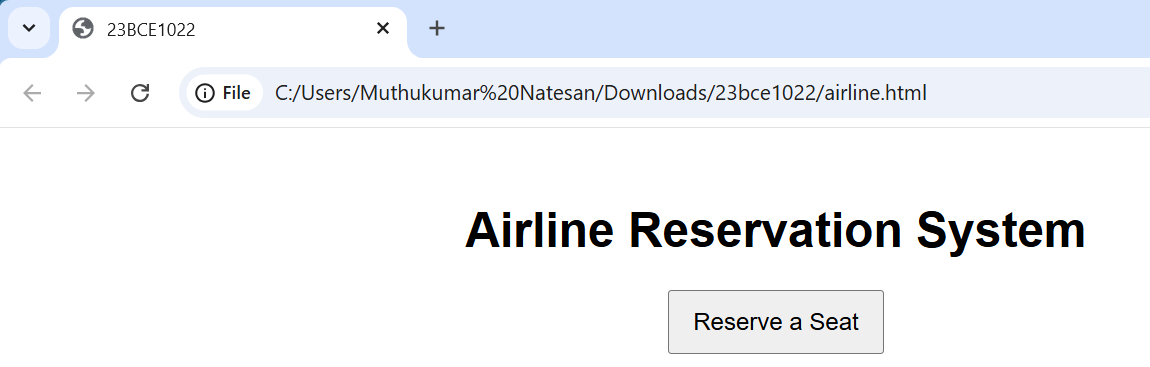 23BCE1022
File C:/Users/Muthukumar%20Natesan/Downloads/23bce1022/airline.html
Airline Reservation System
Reserve a Seat